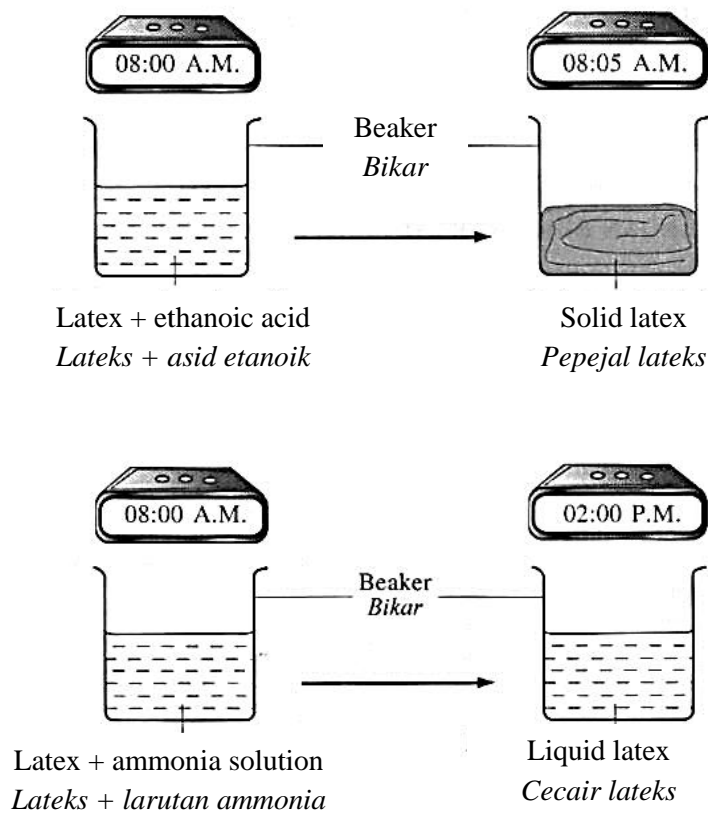 08:00 A.M.
08:05 A.M.
Beaker
Bikar
Latex + ethanoic acid
Lateks + asid etanoik
Solid latex
Pepejal lateks
08:00 A.M.
02:00 P.M.
Beaker
Bikar
Latex + ammonia solution
Lateks + larutan ammonia
Liquid latex
Cecair lateks